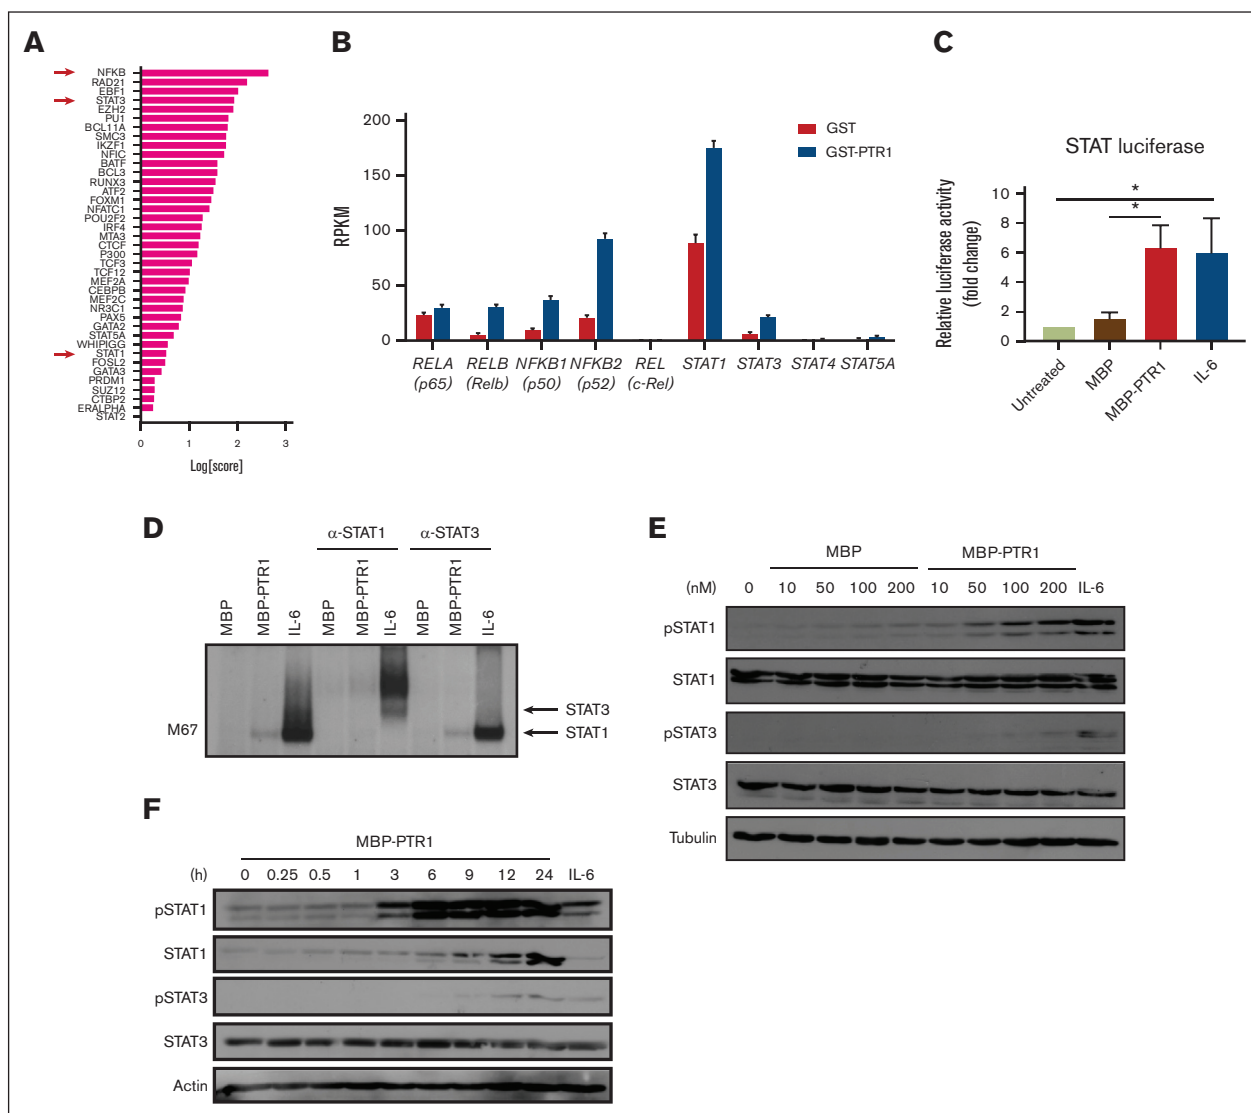 A
NFKB
RAD21
EBF1
STAT3
EZH2
PU1
BCL11A
SMC3
IKZF1
NFIC
BATF
BCL3
RUNX3
ATF2
FOXM1
NFATC1
POU2F2
IRF4
MTA3
CTCF
P300
TCF3
TCF12
MEF2A
CEBPB
MEF2C
NR3C1
PAX5
GATA2
STAT5A
WHIPIGG
STAT1
FOSL2
GATA3
PRDM1
SUZ12
CTBP2
ERALPHA
STAT2
0 1 2 3
Log[score]
B
RPKM
200
150
100
50
0
GST
GST-PTR1
RELA RELB NFKB1 NFKB2 REL STAT1 STAT3 STAT4 STAT5A
(p65) (Relb) (p50) (p52) (c-Rel)
C
STAT luciferase
Relative luciferase activity
(fold change)
10
8
6
4
2
0
*
*
Untreated MBP MBP-PTR1 IL-6
D
α-STAT1 α-STAT3
MBP MBP-PTR1 IL-6 MBP MBP-PTR1 IL-6 MBP MBP-PTR1 IL-6
STAT3
M67 STAT1
E
MBP MBP-PTR1
(nM) 0 10 50 100 200 10 50 100 200 IL-6
pSTAT1
STAT1
pSTAT3
STAT3
Tubulin
F
MBP-PTR1
(h) 0 0.25 0.5 1 3 6 9 12 24 IL-6
pSTAT1
STAT1
pSTAT3
STAT3
Actin